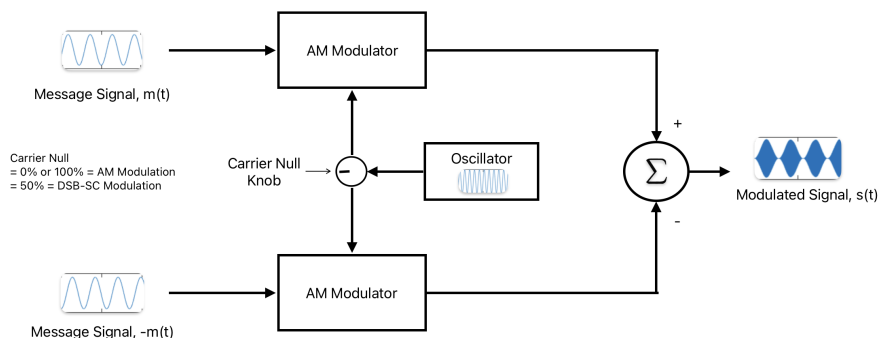 AM Modulator
Message Signal, m(t)
+
Carrier Null
= 0% or 100% = AM Modulation
= 50% = DSB-SC Modulation
Carrier Null
Knob
Oscillator
Σ
Modulated Signal, s(t)
-
AM Modulator
Message Signal, -m(t)